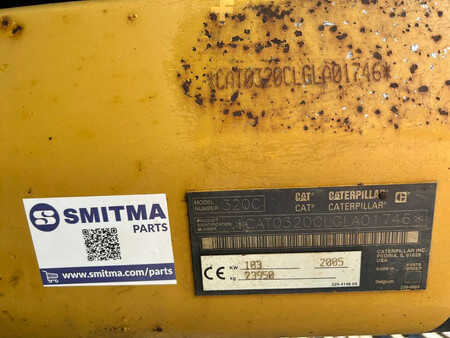 *CAT0320CLGLA01746*
SMITMA
PARTS
www.smitma.com/parts
MODEL NUMBER 320C
CAT CATERPILLAR
CAT CATERPILLAR
*CAT0320CLGLA01746*
CE KW 103 2005
kg 23950
CATERPILLAR INC.
PEORIA, IL 61629
USA
Belgium